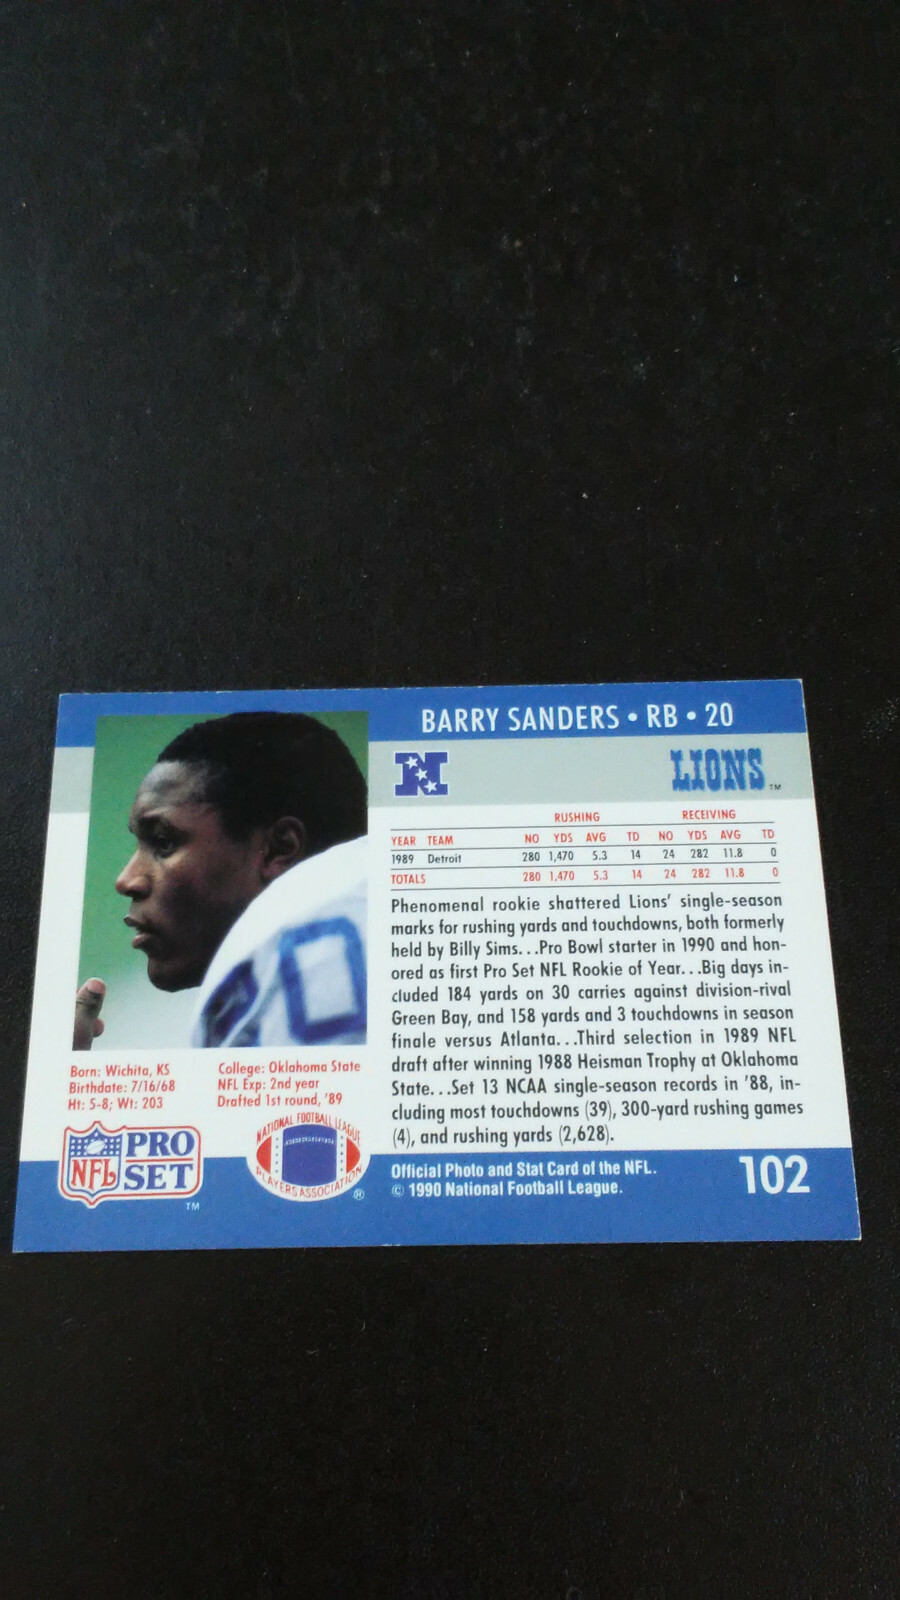 BARRY SANDERS • RB • 20
N
LIONS TM
RUSHING RECEIVING
YEAR TEAM NO YDS AVG TD NO YDS AVG TD
1989 Detroit 280 1,470 5.3 14 24 282 11.8 0
TOTALS 280 1,470 5.3 14 24 282 11.8 0
Phenomenal rookie shattered Lions' single-season
marks for rushing yards and touchdowns, both formerly
held by Billy Sims...Pro Bowl starter in 1990 and hon-
ored as first Pro Set NFL Rookie of Year...Big days in-
cluded 184 yards on 30 carries against division-rival
Green Bay, and 158 yards and 3 touchdowns in season
finale versus Atlanta...Third selection in 1989 NFL
draft after winning 1988 Heisman Trophy at Oklahoma
State...Set 13 NCAA single-season records in '88, in-
cluding most touchdowns (39), 300-yard rushing games
(4), and rushing yards (2,628).
0
Born: Wichita, KS
Birthdate: 7/16/68
Ht: 5-8; Wt: 203
College: Oklahoma State
NFL Exp: 2nd year
Drafted 1st round, '89
NFL PRO
SET TM
NATIONAL FOOTBALL LEAGUE
PLAYERS ASSOCIATION ®
Official Photo and Stat Card of the NFL.
© 1990 National Football League.
102